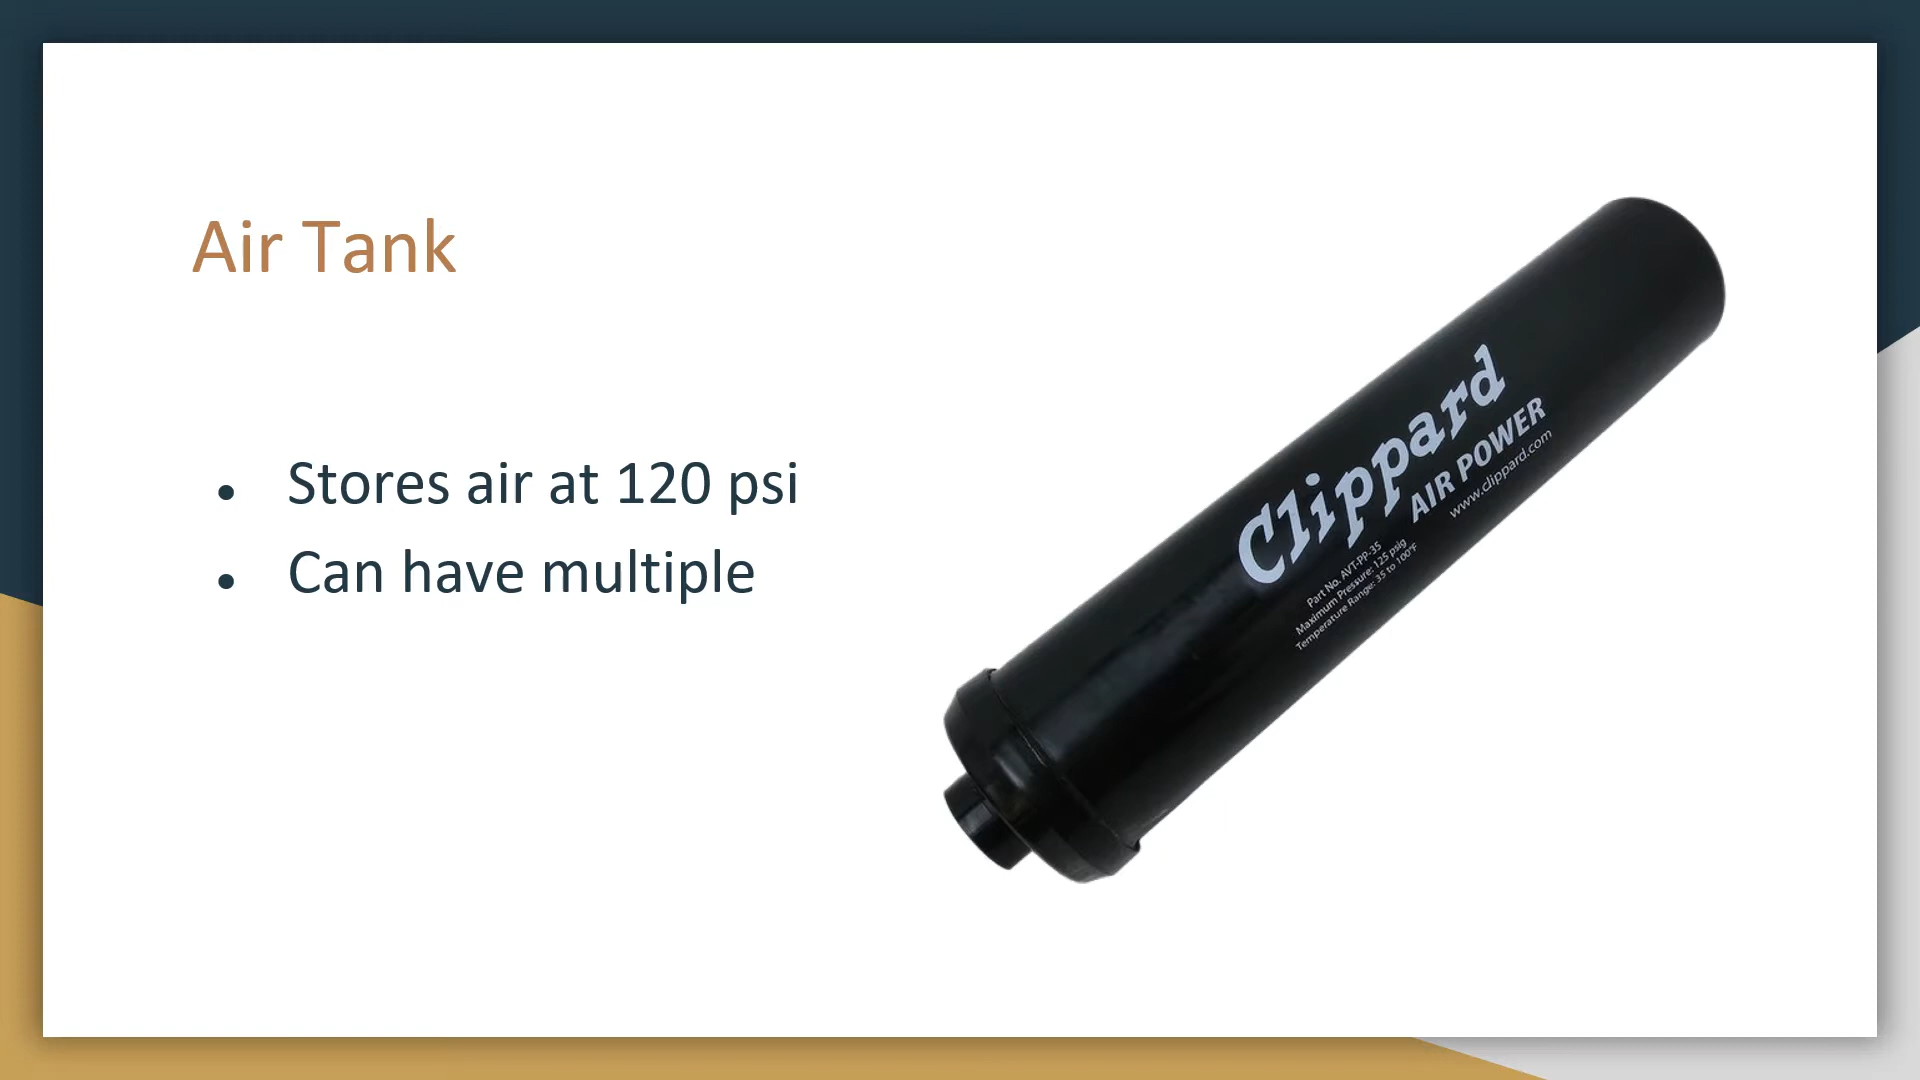 Air Tank
Stores air at 120 psi
Can have multiple
Clippard
AIR POWER
www.clippard.com
Part No. AVT-PP-35
Maximum Pressure: 125 psig
Temperature Range: 35 to 100°F